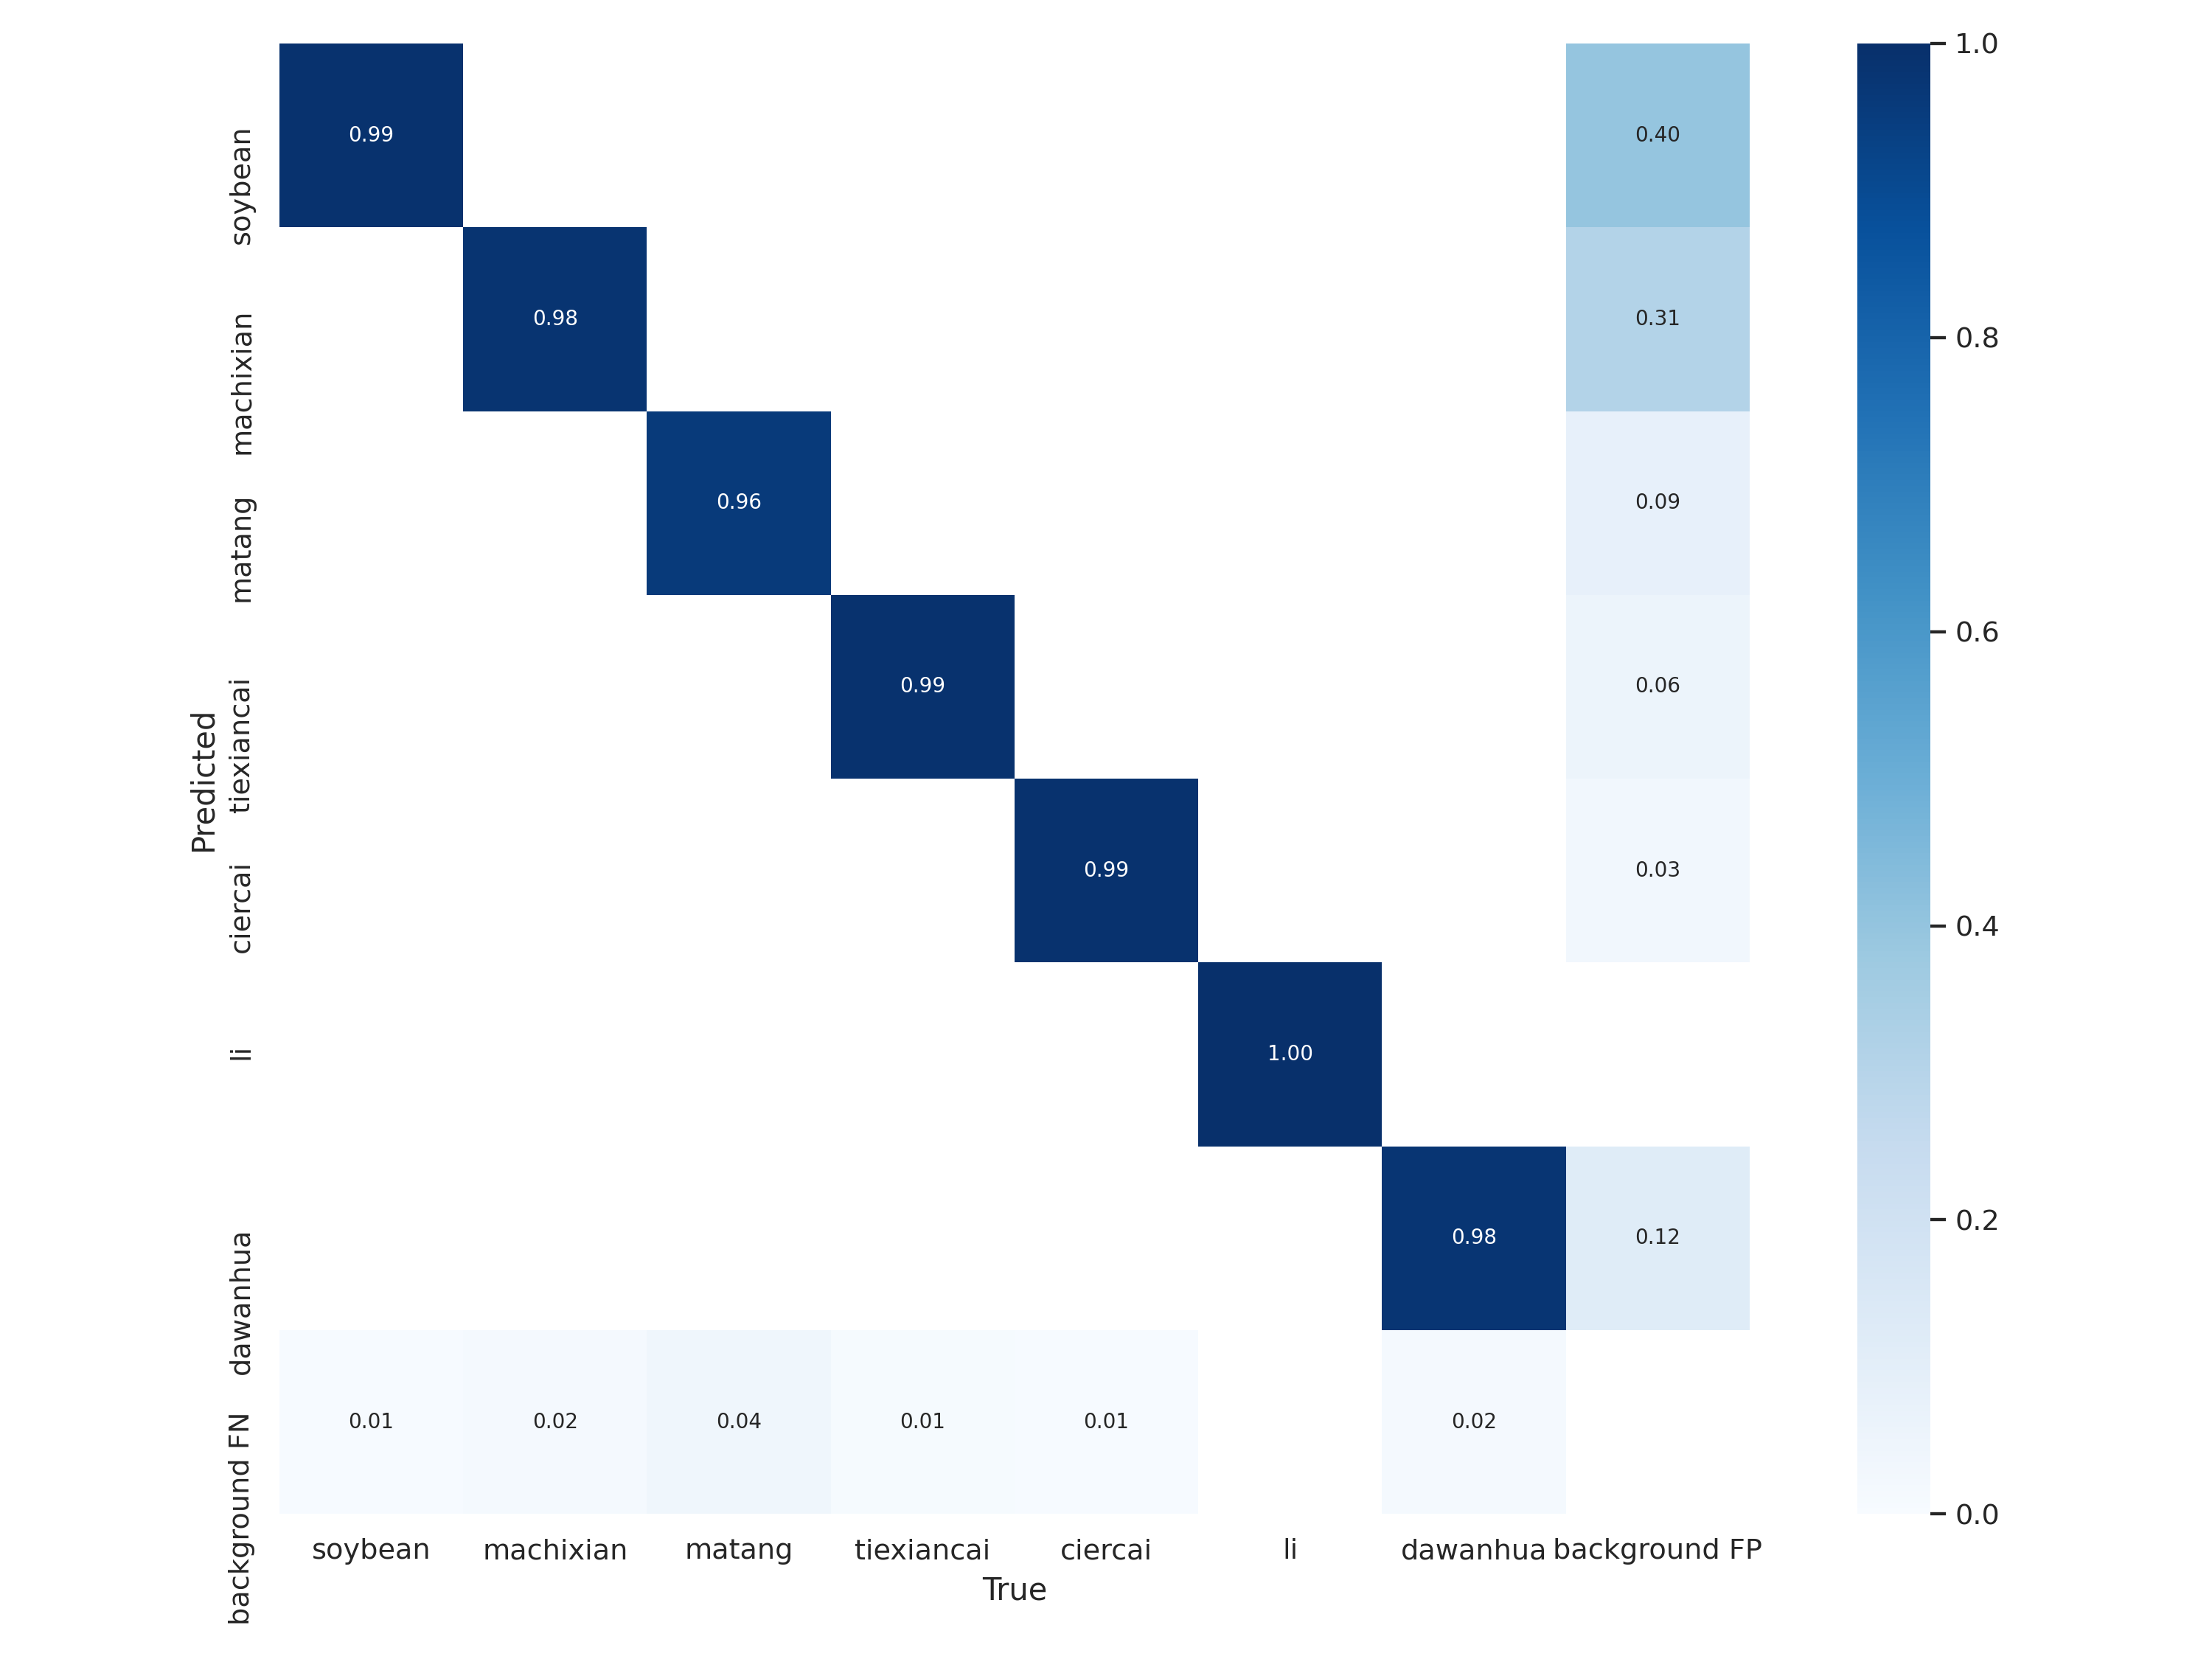 1.0
soybean 0.99 0.40
machixian 0.98 0.31
0.8
matang 0.96 0.09
0.6
tiexiancai 0.99 0.06
Predicted
ciercai 0.99 0.03
0.4
li 1.00
dawanhua 0.98 0.12
0.2
background FN 0.01 0.02 0.04 0.01 0.01 0.02
0.0
soybean machixian matang tiexiancai ciercai li dawanhua background FP
True